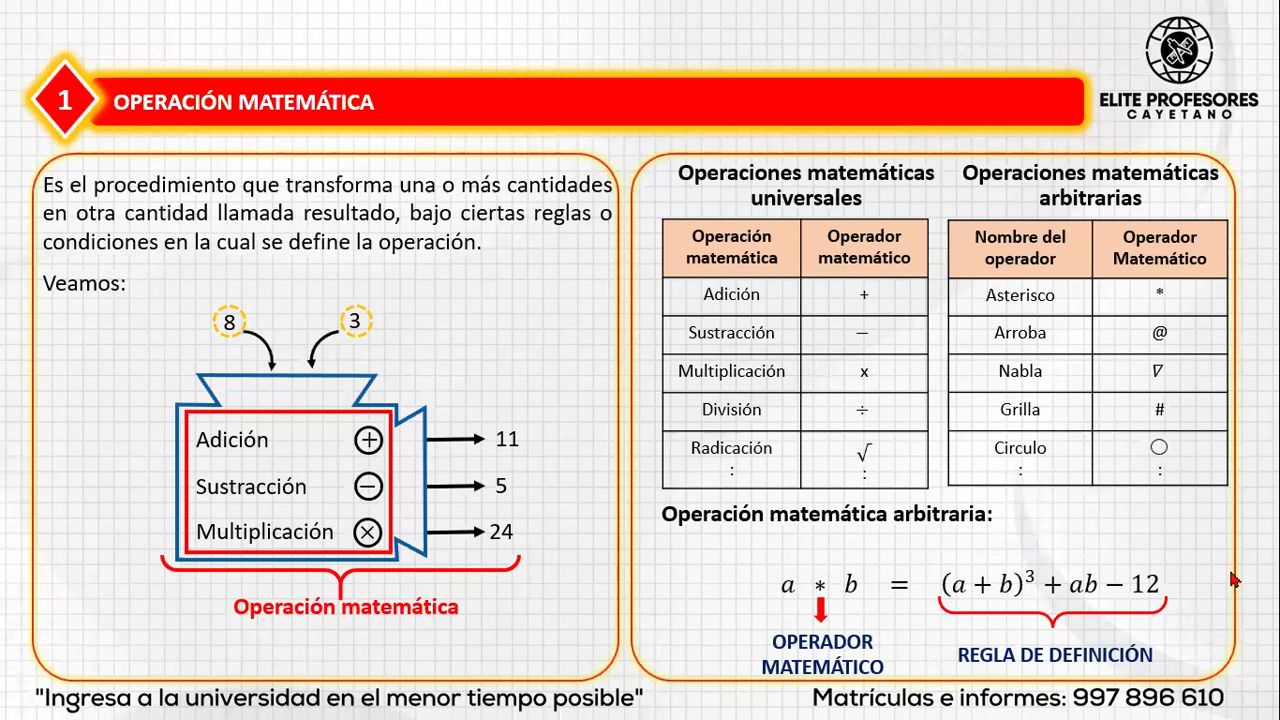 ELITE PROFESORES
CAYETANO
1
OPERACIÓN MATEMÁTICA
Es el procedimiento que transforma una o más cantidades
en otra cantidad llamada resultado, bajo ciertas reglas o
condiciones en la cual se define la operación.
Veamos:
8 3
Adición + 11
Sustracción − 5
Multiplicación × 24
Operación matemática
Operaciones matemáticas
universales
Operación matemática Operador matemático
Adición +
Sustracción −
Multiplicación x
División ÷
Radicación √
: :
Operaciones matemáticas
arbitrarias
Nombre del operador Operador Matemático
Asterisco *
Arroba @
Nabla ∇
Grilla #
Circulo ○
: :
Operación matemática arbitraria:
a * b = (a + b)³ + ab − 12
OPERADOR
MATEMÁTICO
REGLA DE DEFINICIÓN
"Ingresa a la universidad en el menor tiempo posible"
Matrículas e informes: 997 896 610